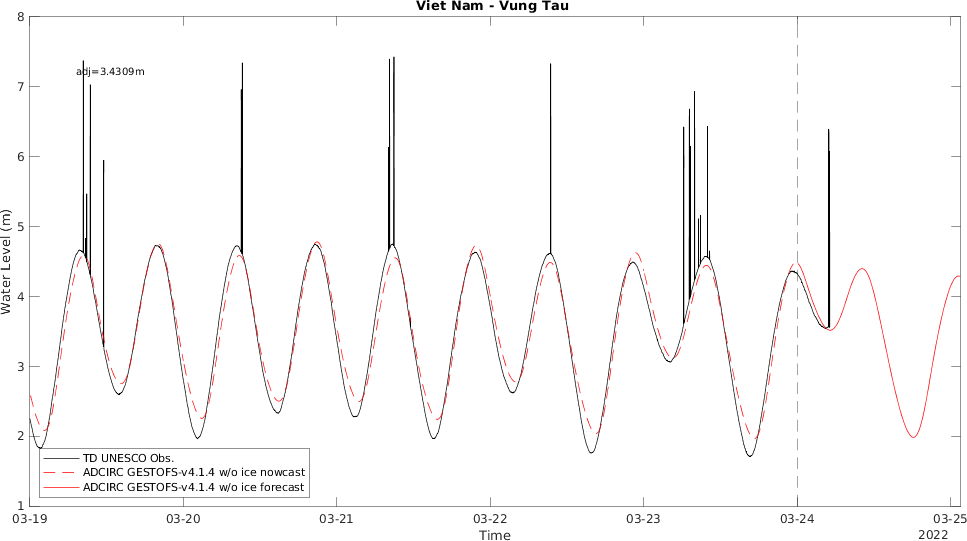 Viet Nam - Vung Tau
8
7
6
5
4
3
2
1
Water Level (m)
adj=3.4309m
TD UNESCO Obs.
ADCIRC GESTOFS-v4.1.4 w/o ice nowcast
ADCIRC GESTOFS-v4.1.4 w/o ice forecast
03-19 03-20 03-21 03-22 03-23 03-24 03-25
Time
2022